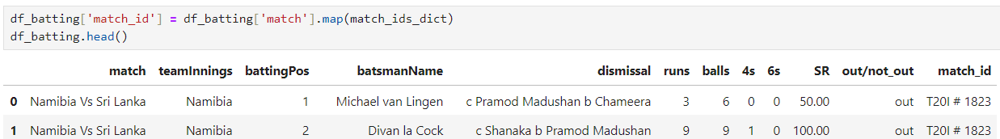 df_batting['match_id'] = df_batting['match'].map(match_ids_dict)
df_batting.head()
match teamInnings battingPos batsmanName dismissal runs balls 4s 6s SR out/not_out match_id
0 Namibia Vs Sri Lanka Namibia 1 Michael van Lingen c Pramod Madushan b Chameera 3 6 0 0 50.00 out T20I # 1823
1 Namibia Vs Sri Lanka Namibia 2 Divan la Cock c Shanaka b Pramod Madushan 9 9 1 0 100.00 out T20I # 1823